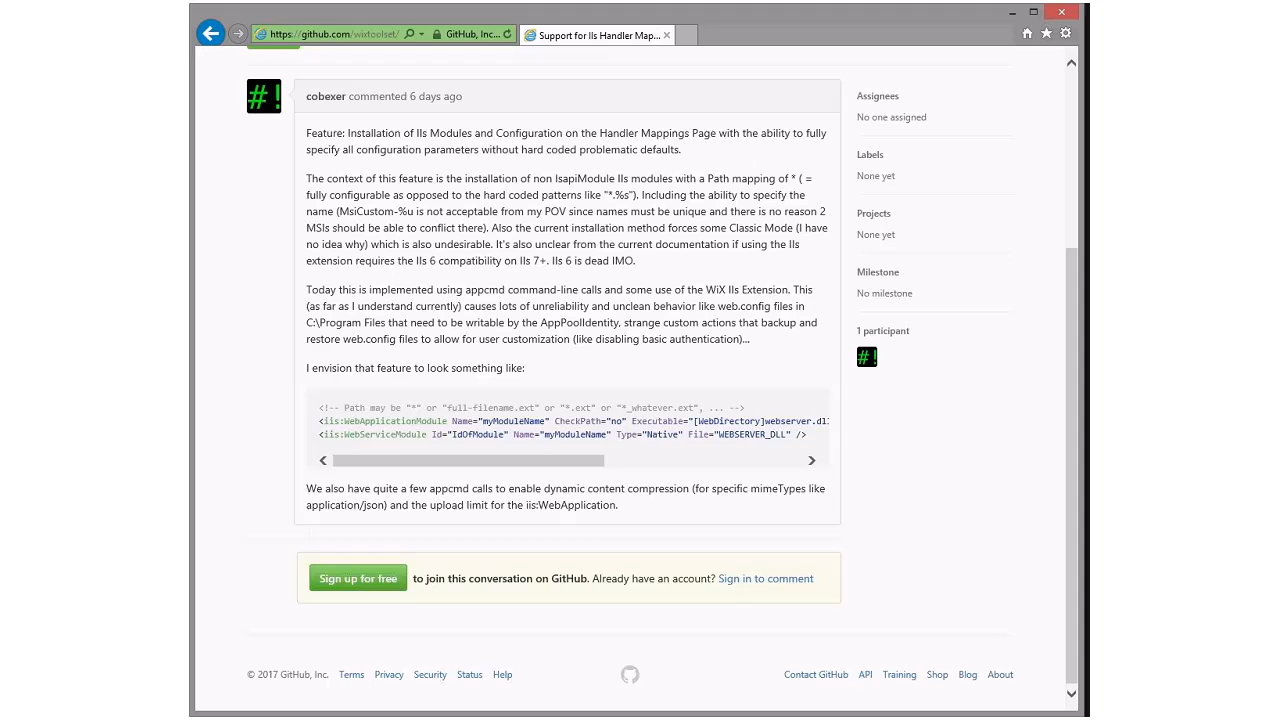 https://github.com/wixtoolset/ GitHub, Inc... Support for IIs Handler Map...
#!
cobexer commented 6 days ago
Feature: Installation of IIs Modules and Configuration on the Handler Mappings Page with the ability to fully
specify all configuration parameters without hard coded problematic defaults.
The context of this feature is the installation of non IsapiModule IIs modules with a Path mapping of * ( =
fully configurable as opposed to the hard coded patterns like "*.%s"). Including the ability to specify the
name (MsiCustom-%u is not acceptable from my POV since names must be unique and there is no reason 2
MSIs should be able to conflict there). Also the current installation method forces some Classic Mode (I have
no idea why) which is also undesirable. It's also unclear from the current documentation if using the IIs
extension requires the IIs 6 compatibility on IIs 7+. IIs 6 is dead IMO.
Today this is implemented using appcmd command-line calls and some use of the WiX IIs Extension. This
(as far as I understand currently) causes lots of unreliability and unclean behavior like web.config files in
C:\Program Files that need to be writable by the AppPoolIdentity, strange custom actions that backup and
restore web.config files to allow for user customization (like disabling basic authentication)...
I envision that feature to look something like:
<!-- Path may be "*" or "full-filename.ext" or "*.ext" or "*_whatever.ext", ... -->
<iis:WebApplicationModule Name="myModuleName" CheckPath="no" Executable="[WebDirectory]webserver.dll
<iis:WebServiceModule Id="IdOfModule" Name="myModuleName" Type="Native" File="WEBSERVER_DLL" />
We also have quite a few appcmd calls to enable dynamic content compression (for specific mimeTypes like
application/json) and the upload limit for the iis:WebApplication.
Assignees
No one assigned
Labels
None yet
Projects
None yet
Milestone
No milestone
1 participant
#!
Sign up for free to join this conversation on GitHub. Already have an account? Sign in to comment
© 2017 GitHub, Inc. Terms Privacy Security Status Help Contact GitHub API Training Shop Blog About